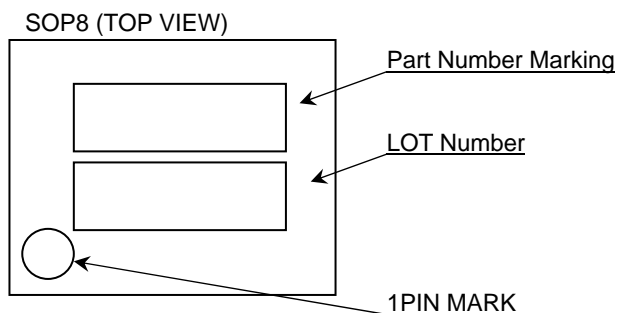 SOP8 (TOP VIEW)
Part Number Marking
LOT Number
1PIN MARK